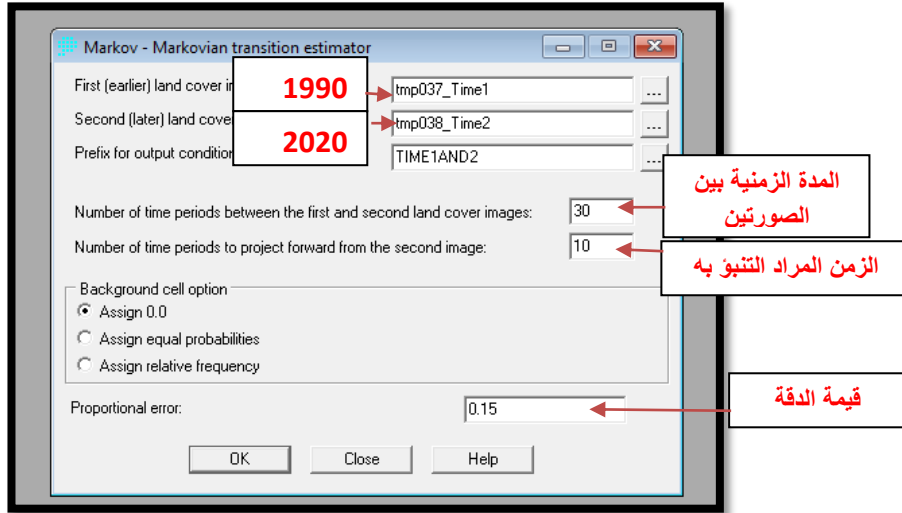 Markov - Markovian transition estimator
First (earlier) land cover i
1990
tmp037_Time1
...
Second (later) land cove
2020
tmp038_Time2
...
Prefix for output condition
TIME1AND2
...
المدة الزمنية بين
الصورتين
Number of time periods between the first and second land cover images:
30
Number of time periods to project forward from the second image:
10
الزمن المراد التنبؤ به
Background cell option
Assign 0.0
Assign equal probabilities
Assign relative frequency
قيمة الدقة
Proportional error:
0.15
OK
Close
Help